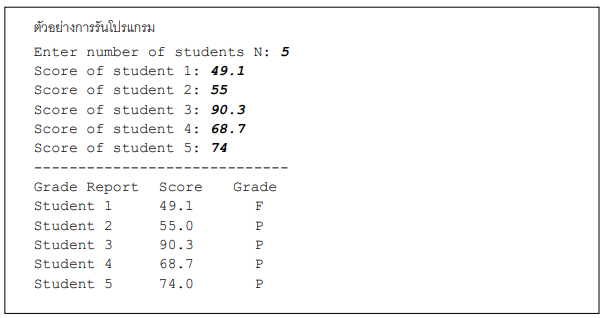 ตัวอย่างการรันโปรแกรม
Enter number of students N: 5
Score of student 1: 49.1
Score of student 2: 55
Score of student 3: 90.3
Score of student 4: 68.7
Score of student 5: 74
-----------------------------
Grade Report  Score   Grade
Student 1     49.1      F
Student 2     55.0      P
Student 3     90.3      P
Student 4     68.7      P
Student 5     74.0      P